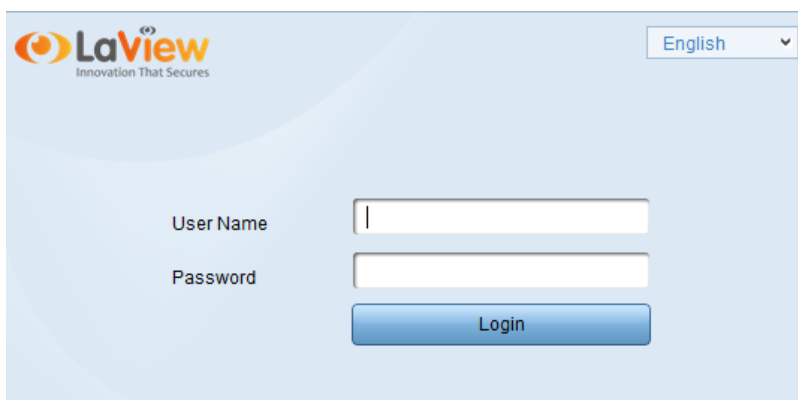 LaView
Innovation That Secures
English
User Name
Password
Login